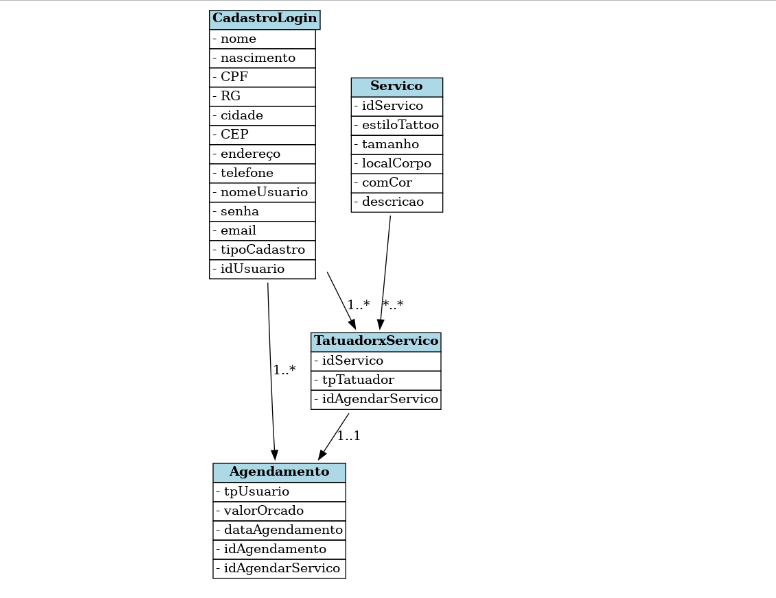 CadastroLogin
- nome
- nascimento
- CPF
- RG
- cidade
- CEP
- endereço
- telefone
- nomeUsuario
- senha
- email
- tipoCadastro
- idUsuario
Servico
- idServico
- estiloTattoo
- tamanho
- localCorpo
- comCor
- descricao
1..*
*..*
TatuadorxServico
- idServico
- tpTatuador
- idAgendarServico
1..*
1..1
Agendamento
- tpUsuario
- valorOrcado
- dataAgendamento
- idAgendamento
- idAgendarServico